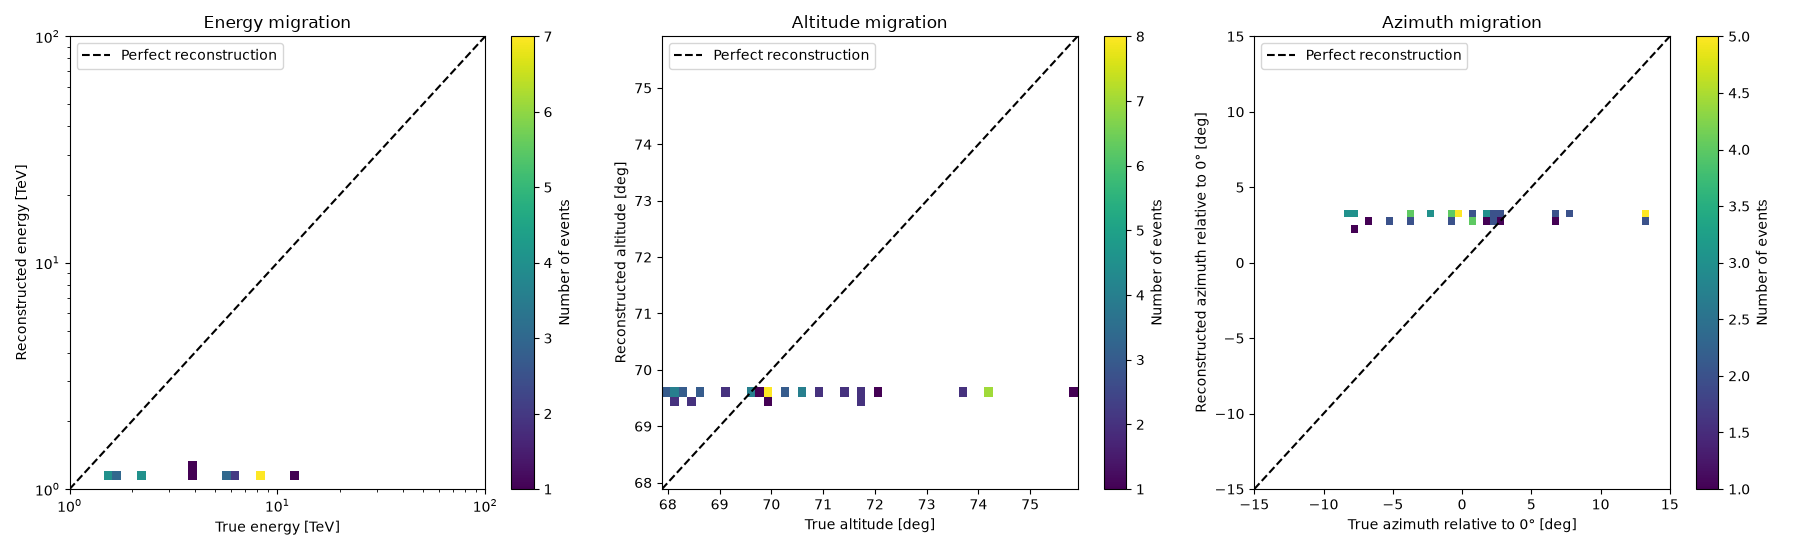 Energy migration
Perfect reconstruction
10²
10¹
10⁰
Reconstructed energy [TeV]
10⁰ 10¹ 10²
True energy [TeV]
7
6
5
4
3
2
1
Number of events
Altitude migration
Perfect reconstruction
75
74
73
72
71
70
69
68
Reconstructed altitude [deg]
68 69 70 71 72 73 74 75
True altitude [deg]
8
7
6
5
4
3
2
1
Number of events
Azimuth migration
Perfect reconstruction
15
10
5
0
−5
−10
−15
Reconstructed azimuth relative to 0° [deg]
−15 −10 −5 0 5 10 15
True azimuth relative to 0° [deg]
5.0
4.5
4.0
3.5
3.0
2.5
2.0
1.5
1.0
Number of events